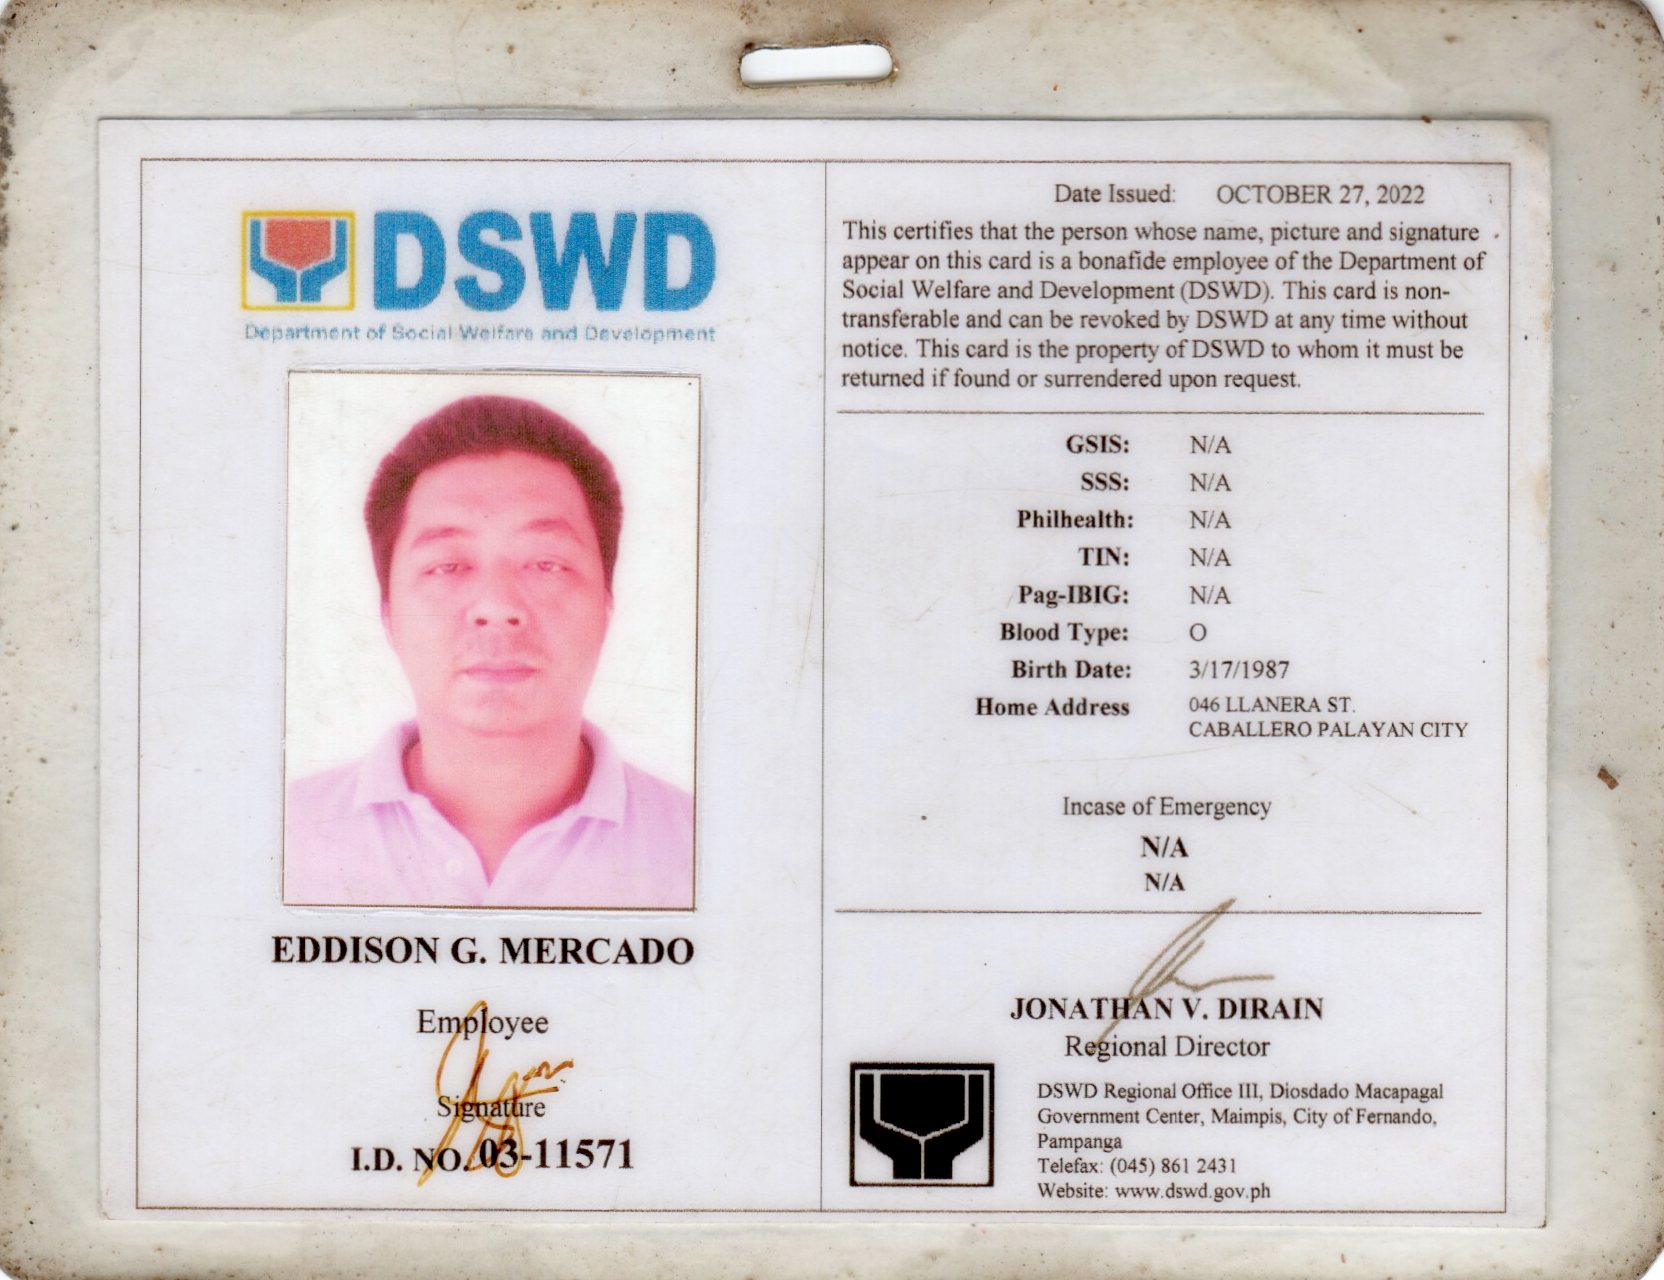 DSWD
Department of Social Welfare and Development
EDDISON G. MERCADO
Employee
Signature
I.D. NO. 03-11571
Date Issued: OCTOBER 27, 2022
This certifies that the person whose name, picture and signature
appear on this card is a bonafide employee of the Department of
Social Welfare and Development (DSWD). This card is non-
transferable and can be revoked by DSWD at any time without
notice. This card is the property of DSWD to whom it must be
returned if found or surrendered upon request.
GSIS: N/A
SSS: N/A
Philhealth: N/A
TIN: N/A
Pag-IBIG: N/A
Blood Type: O
Birth Date: 3/17/1987
Home Address 046 LLANERA ST.
CABALLERO PALAYAN CITY
Incase of Emergency
N/A
N/A
JONATHAN V. DIRAIN
Regional Director
DSWD Regional Office III, Diosdado Macapagal
Government Center, Maimpis, City of Fernando,
Pampanga
Telefax: (045) 861 2431
Website: www.dswd.gov.ph